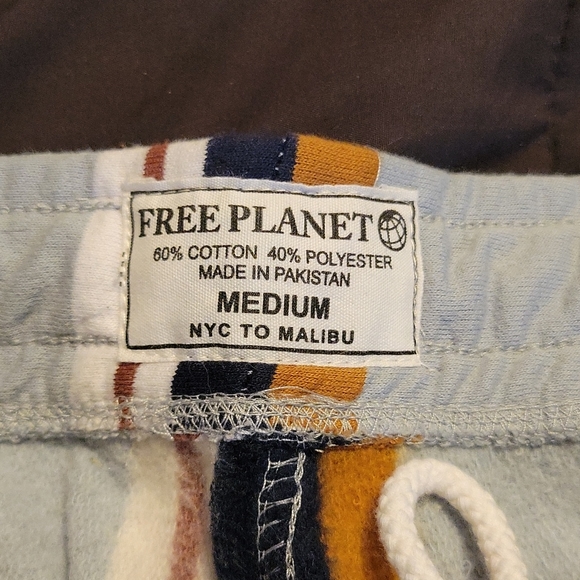 FREE PLANET
60% COTTON 40% POLYESTER
MADE IN PAKISTAN
MEDIUM
NYC TO MALIBU